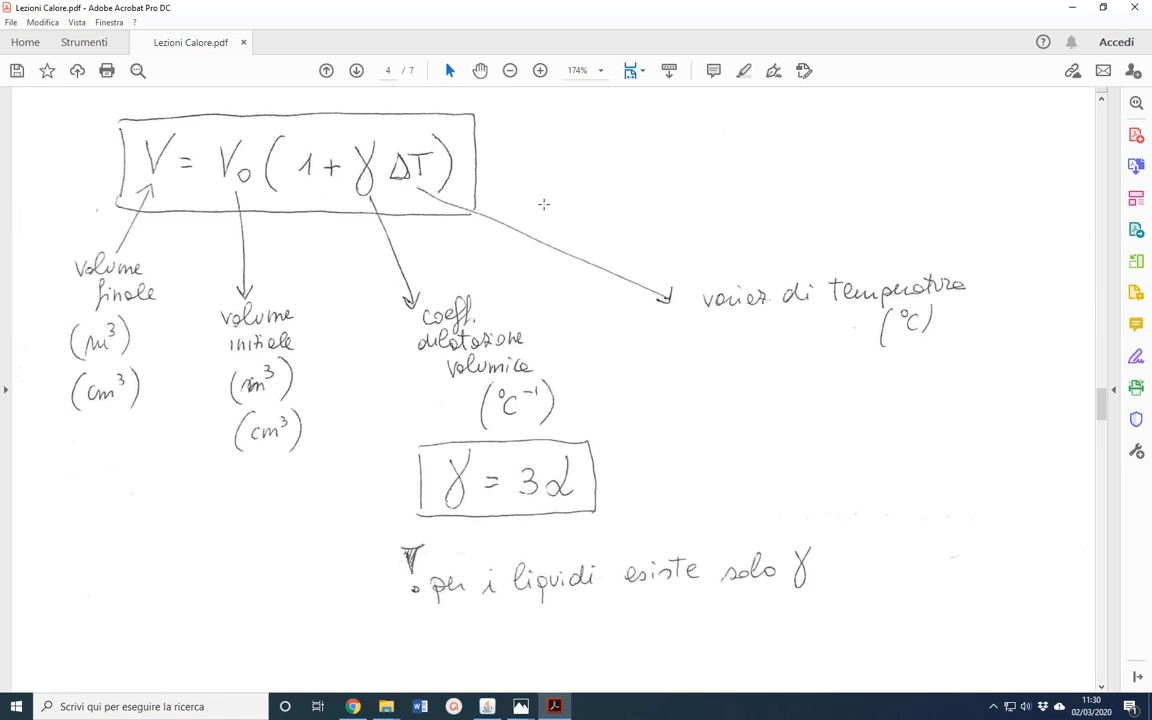 Lezioni Calore.pdf - Adobe Acrobat Pro DC
File Modifica Vista Finestra ?
Home Strumenti Lezioni Calore.pdf × Accedi
4 / 7 174%
V = V₀ ( 1 + γ ΔT )
volume
finale
(m³)
(cm³)
volume
iniziale
(m³)
(cm³)
coeff.
dilatazione
volumica
(°C⁻¹)
variaz. di temperatura
(°C)
γ = 3α
! per i liquidi esiste solo γ
Scrivi qui per eseguire la ricerca
11:30
02/03/2020
1